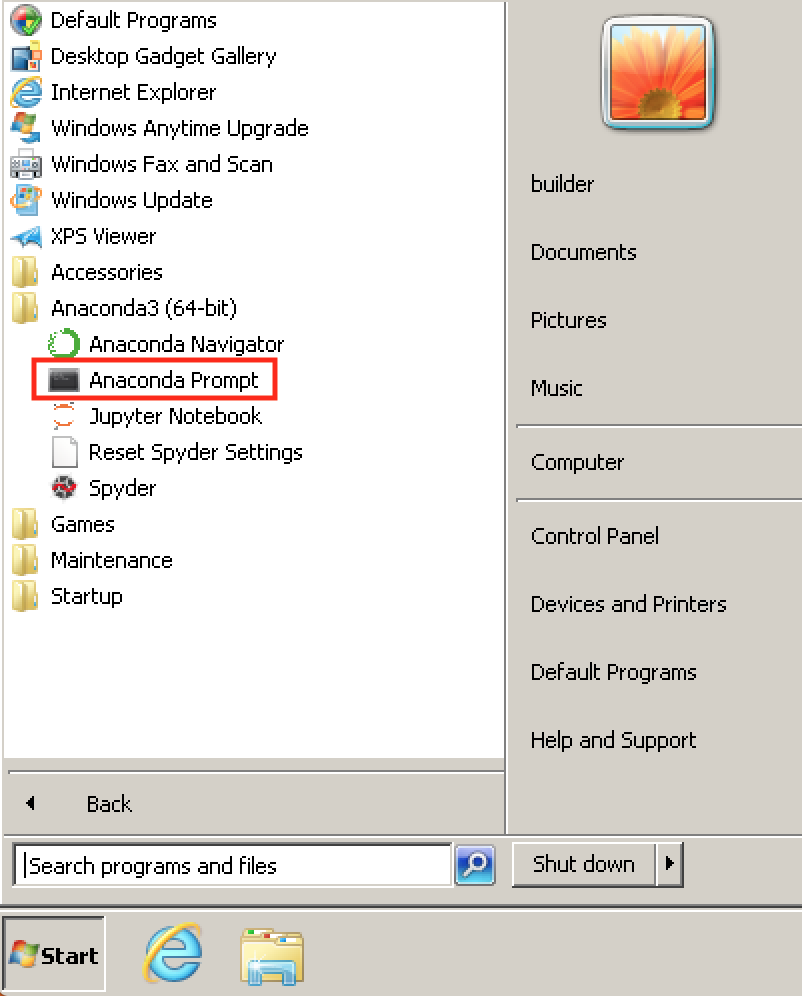 Default Programs
Desktop Gadget Gallery
Internet Explorer
Windows Anytime Upgrade
Windows Fax and Scan
Windows Update
XPS Viewer
Accessories
Anaconda3 (64-bit)
Anaconda Navigator
Anaconda Prompt
Jupyter Notebook
Reset Spyder Settings
Spyder
Games
Maintenance
Startup
Back
Search programs and files
builder
Documents
Pictures
Music
Computer
Control Panel
Devices and Printers
Default Programs
Help and Support
Shut down
Start